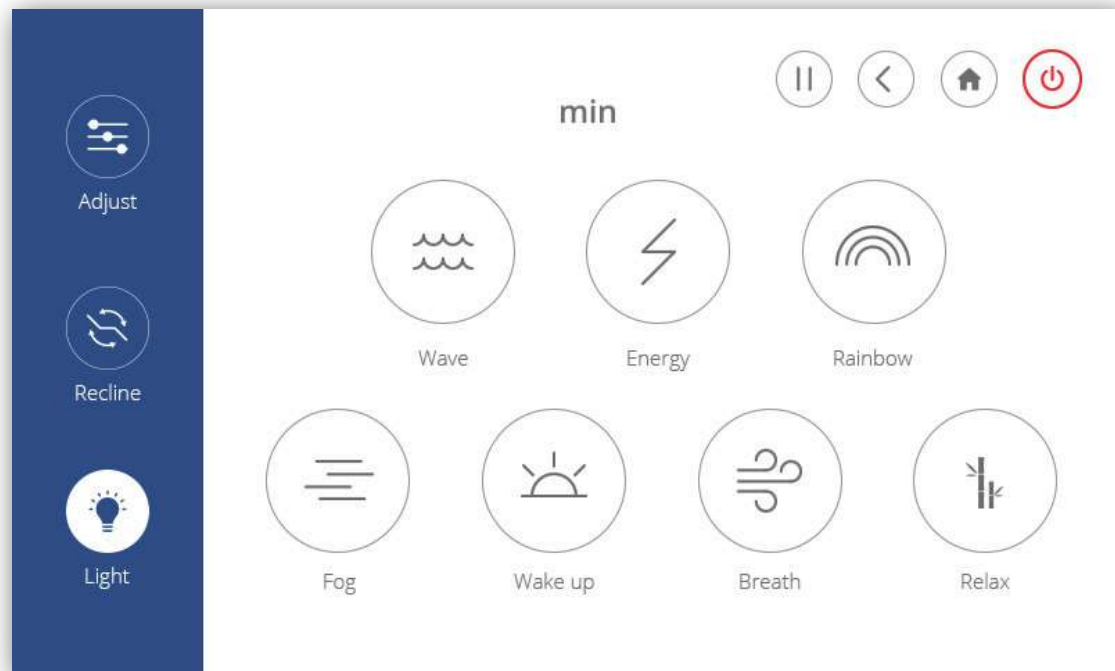 min
Adjust
Wave Energy Rainbow
Recline
Fog Wake up Breath Relax
Light